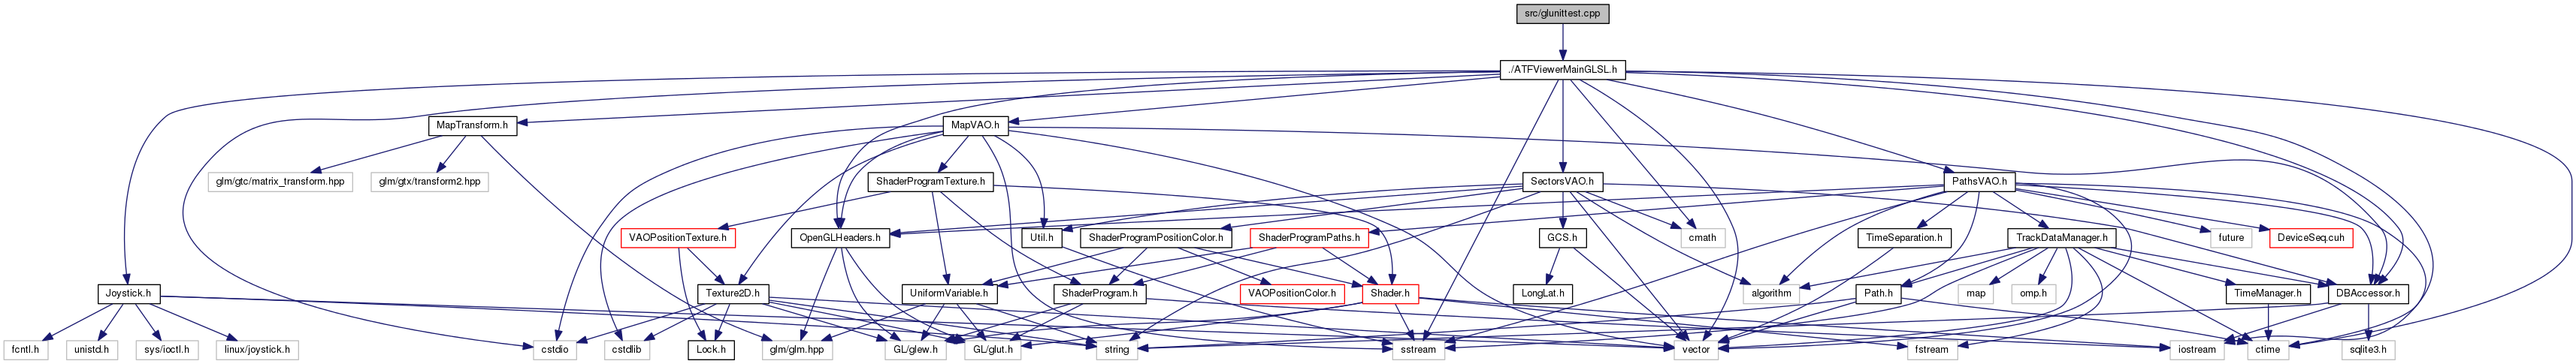 src/glunittest.cpp
./ATFViewerMainGLSL.h
MapTransform.h
MapVAO.h
glm/gtc/matrix_transform.hpp
glm/gtx/transform2.hpp
ShaderProgramTexture.h
SectorsVAO.h
PathsVAO.h
VAOPositionTexture.h
OpenGLHeaders.h
Util.h
ShaderProgramPositionColor.h
ShaderProgramPaths.h
GCS.h
cmath
TimeSeparation.h
TrackDataManager.h
future
DeviceSeq.cuh
Joystick.h
Texture2D.h
UniformVariable.h
ShaderProgram.h
VAOPositionColor.h
Shader.h
LongLat.h
algorithm
Path.h
map
omp.h
TimeManager.h
DBAccessor.h
fcntl.h
unistd.h
sys/ioctl.h
linux/joystick.h
cstdio
cstdlib
Lock.h
glm/glm.hpp
GL/glew.h
GL/glut.h
string
sstream
vector
fstream
iostream
ctime
sqlite3.h